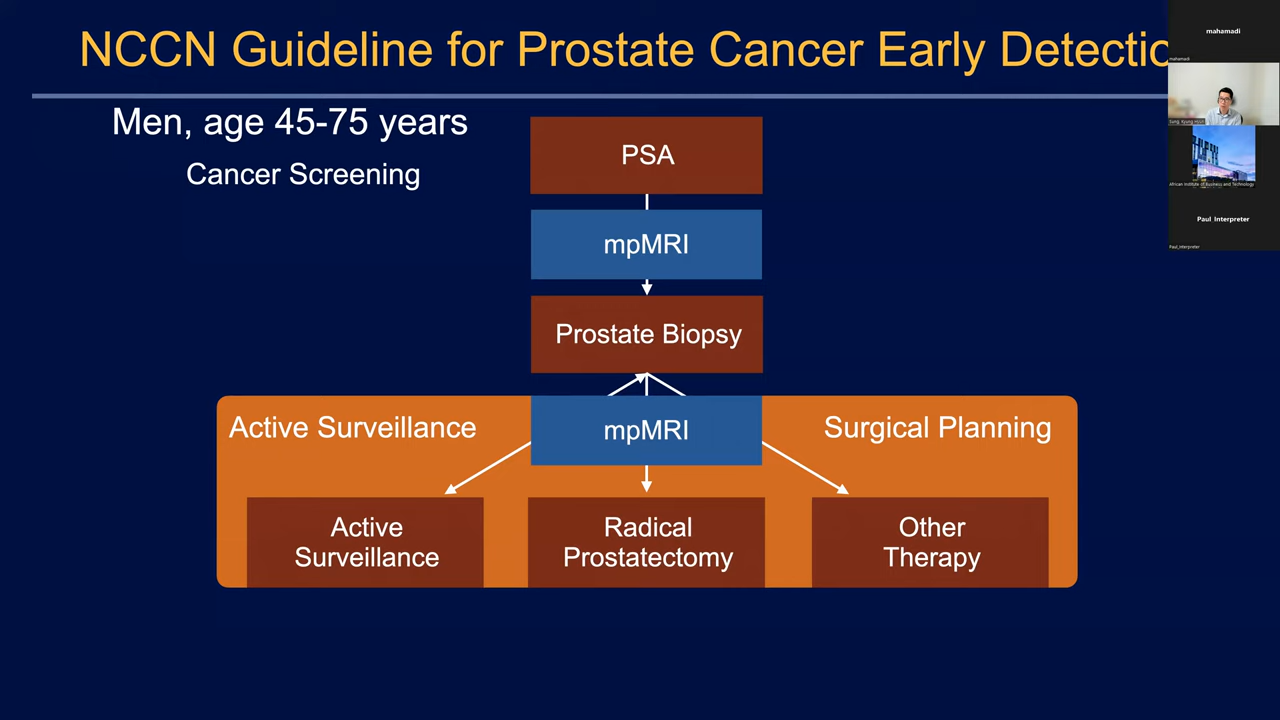 NCCN Guideline for Prostate Cancer Early Detectio
Men, age 45-75 years
Cancer Screening
PSA
mpMRI
Prostate Biopsy
Active Surveillance
mpMRI
Surgical Planning
Active
Surveillance
Radical
Prostatectomy
Other
Therapy
mahamadi
mahamadi
African Institute of Business and Technology
Paul Interpreter
Paul_Interpreter